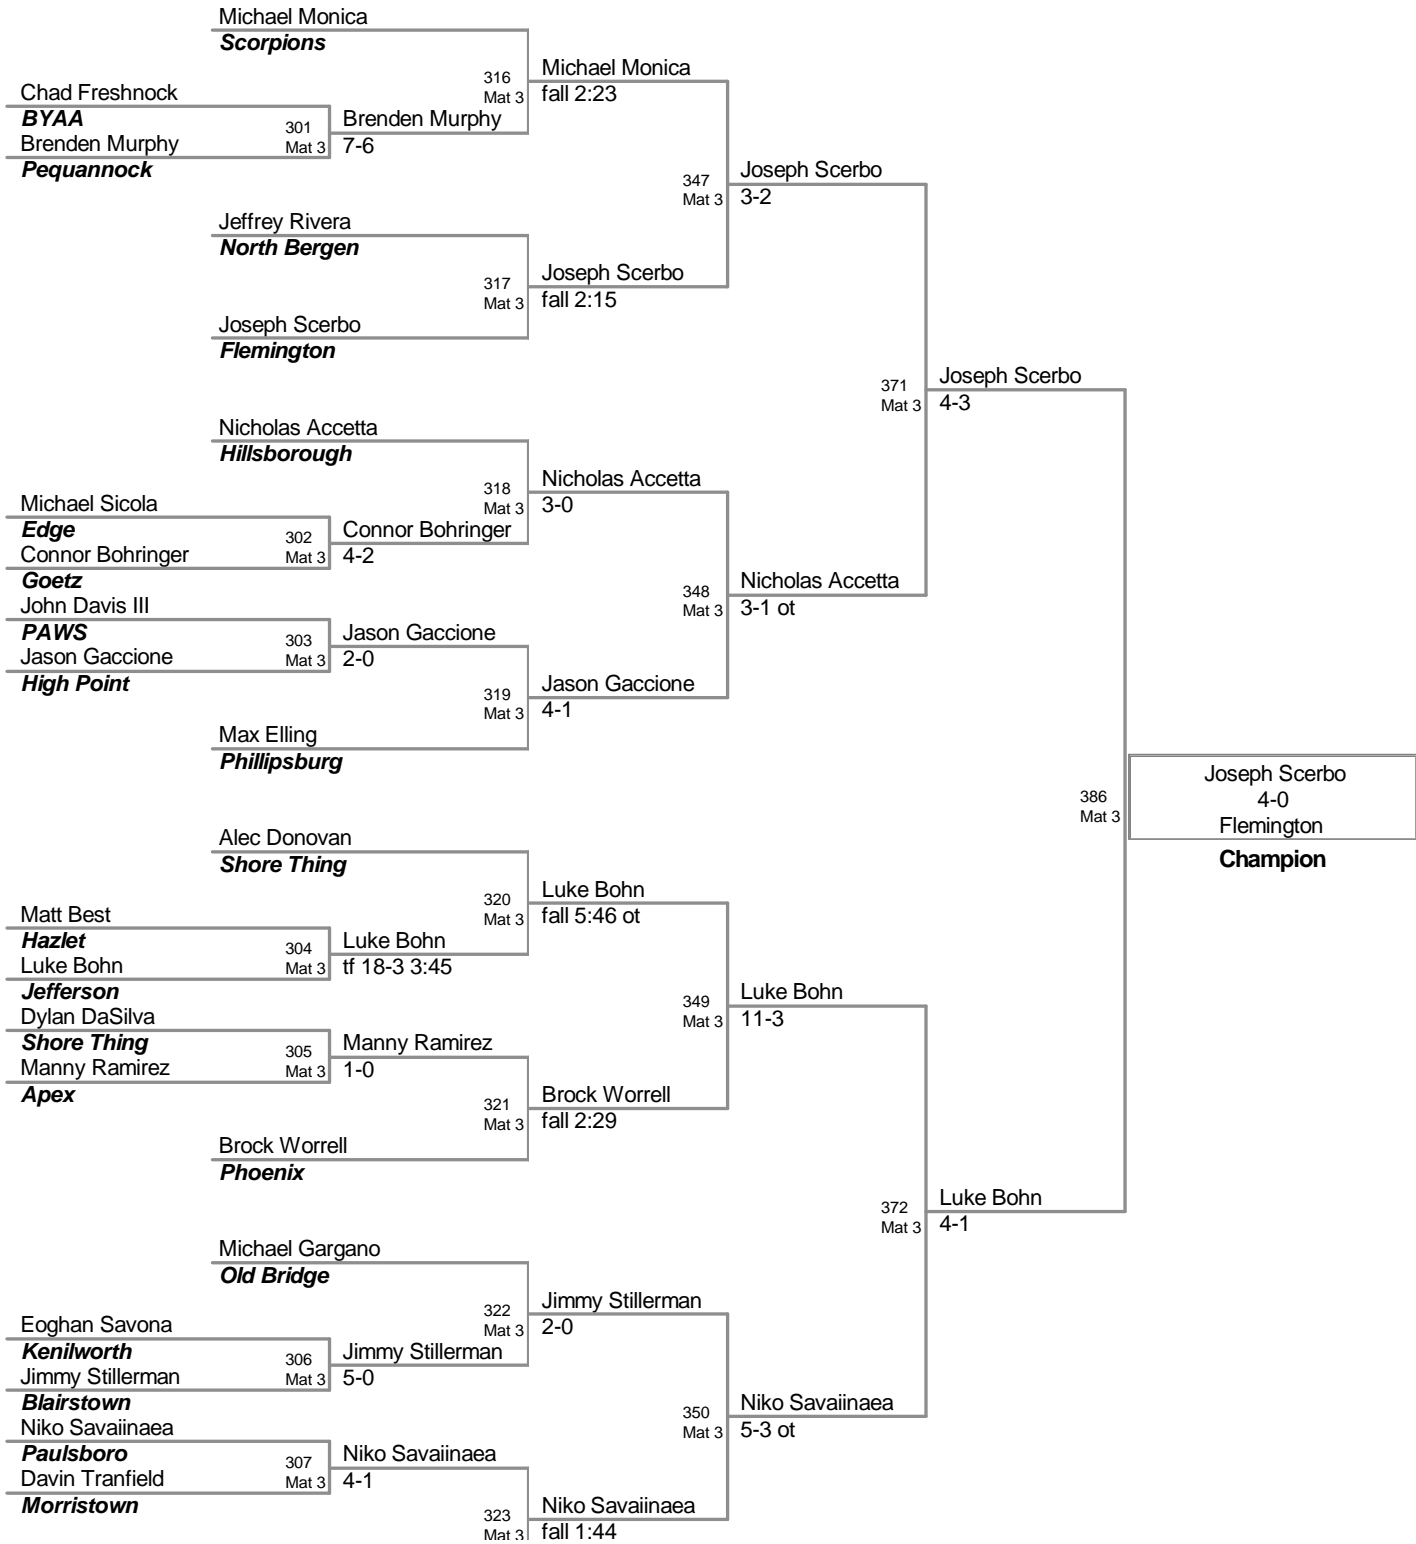 Michael Monica
Scorpions
316
Mat 3
Michael Monica
fall 2:23
Chad Freshnock
BYAA
301
Mat 3
Brenden Murphy
7-6
Brenden Murphy
Pequannock
347
Mat 3
Joseph Scerbo
3-2
Jeffrey Rivera
North Bergen
317
Mat 3
Joseph Scerbo
fall 2:15
Joseph Scerbo
Flemington
371
Mat 3
Joseph Scerbo
4-3
Nicholas Accetta
Hillsborough
318
Mat 3
Nicholas Accetta
3-0
Michael Sicola
Edge
302
Mat 3
Connor Bohringer
4-2
Connor Bohringer
Goetz
348
Mat 3
Nicholas Accetta
3-1 ot
John Davis III
PAWS
303
Mat 3
Jason Gaccione
2-0
Jason Gaccione
High Point
319
Mat 3
Jason Gaccione
4-1
Max Elling
Phillipsburg
386
Mat 3
Joseph Scerbo
4-0
Flemington
Champion
Alec Donovan
Shore Thing
320
Mat 3
Luke Bohn
fall 5:46 ot
Matt Best
Hazlet
304
Mat 3
Luke Bohn
tf 18-3 3:45
Luke Bohn
Jefferson
349
Mat 3
Luke Bohn
11-3
Dylan DaSilva
Shore Thing
305
Mat 3
Manny Ramirez
1-0
Manny Ramirez
Apex
321
Mat 3
Brock Worrell
fall 2:29
Brock Worrell
Phoenix
372
Mat 3
Luke Bohn
4-1
Michael Gargano
Old Bridge
322
Mat 3
Jimmy Stillerman
2-0
Eoghan Savona
Kenilworth
306
Mat 3
Jimmy Stillerman
5-0
Jimmy Stillerman
Blairstown
350
Mat 3
Niko Savaiinaea
5-3 ot
Niko Savaiinaea
Paulsboro
307
Mat 3
Niko Savaiinaea
4-1
Davin Tranfield
Morristown
323
Mat 3
Niko Savaiinaea
fall 1:44